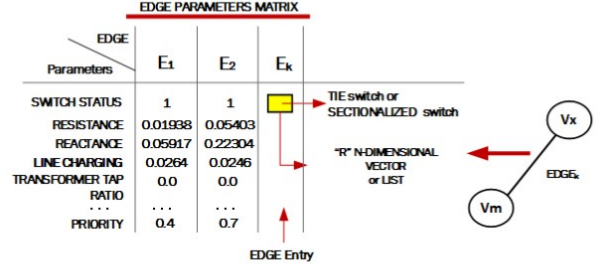 EDGE PARAMETERS MATRIX
EDGE
Parameters E1 E2 Ek
SWITCH STATUS 1 1
TIE switch or
SECTIONALIZED switch
RESISTANCE 0.01938 0.05403
REACTANCE 0.05917 0.22304
LINE CHARGING 0.0264 0.0246
TRANSFORMER TAP 0.0 0.0
RATIO
. . . . . . . . .
PRIORITY 0.4 0.7
"R" N-DIMENSIONAL
VECTOR
or LIST
EDGE Entry
Vx
EDGEk
Vm